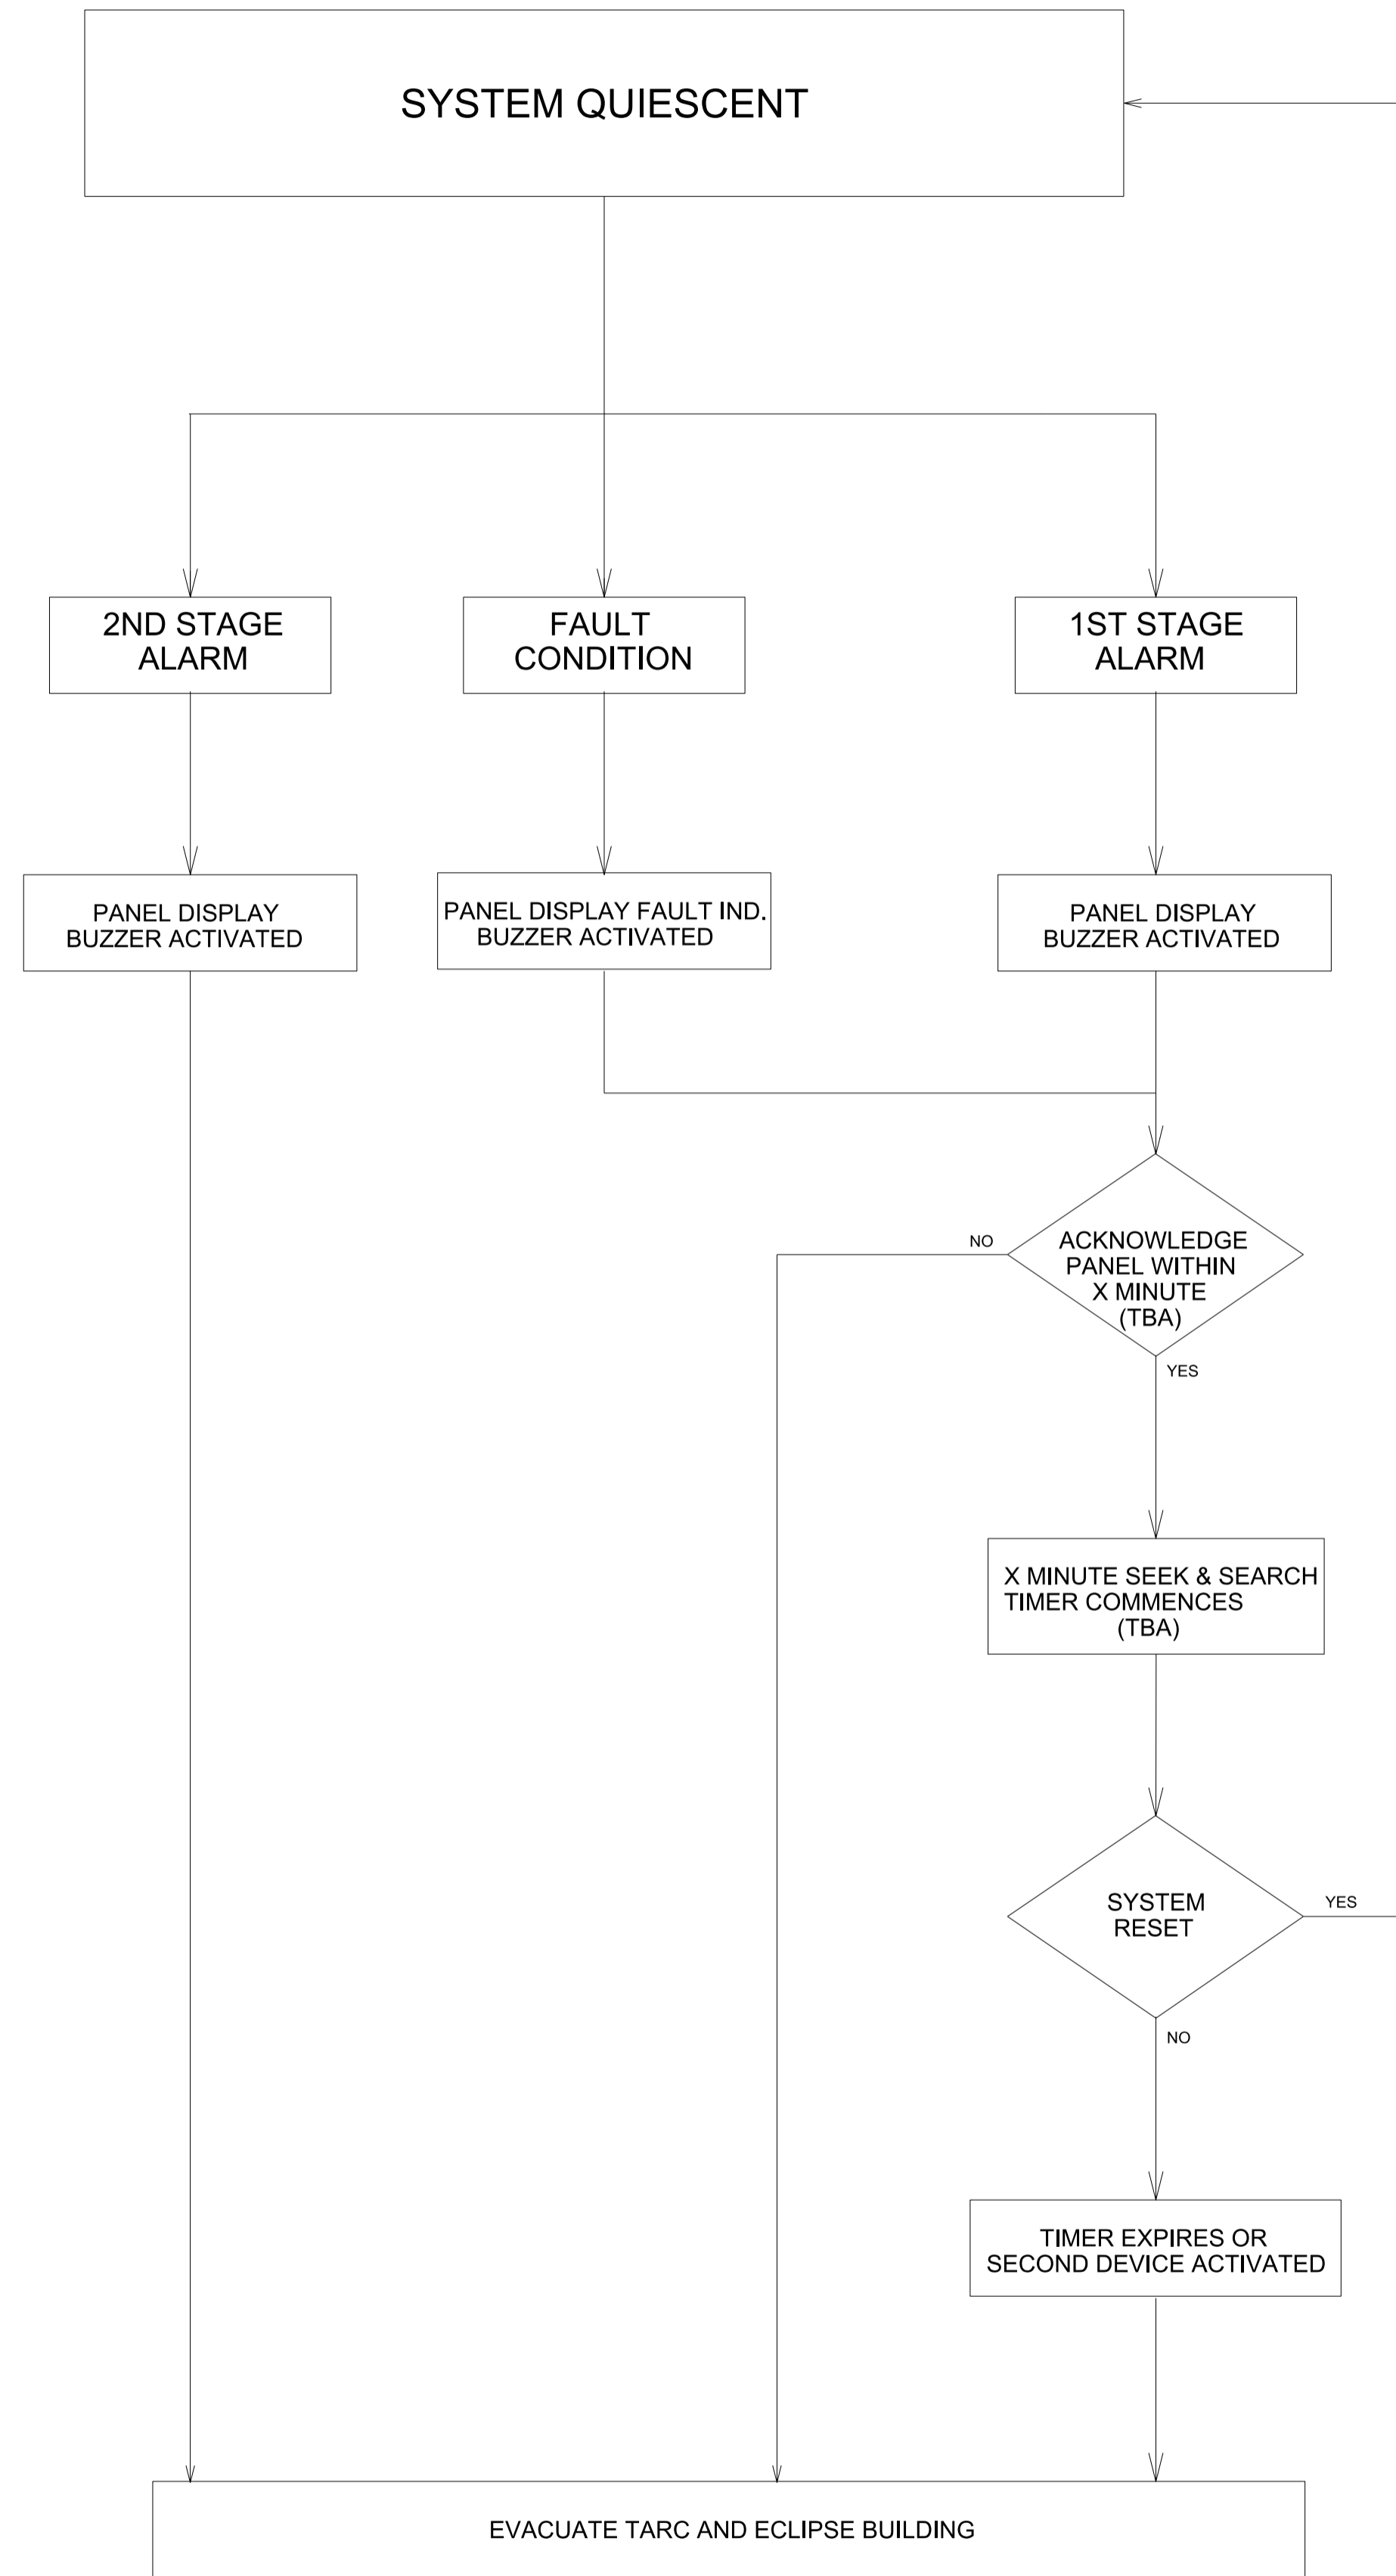 SYSTEM QUIESCENT
2ND STAGE
ALARM
FAULT
CONDITION
1ST STAGE
ALARM
PANEL DISPLAY
BUZZER ACTIVATED
PANEL DISPLAY FAULT IND.
BUZZER ACTIVATED
PANEL DISPLAY
BUZZER ACTIVATED
NO
ACKNOWLEDGE
PANEL WITHIN
X MINUTE
(TBA)
YES
X MINUTE SEEK & SEARCH
TIMER COMMENCES
(TBA)
SYSTEM
RESET
YES
NO
TIMER EXPIRES OR
SECOND DEVICE ACTIVATED
EVACUATE TARC AND ECLIPSE BUILDING